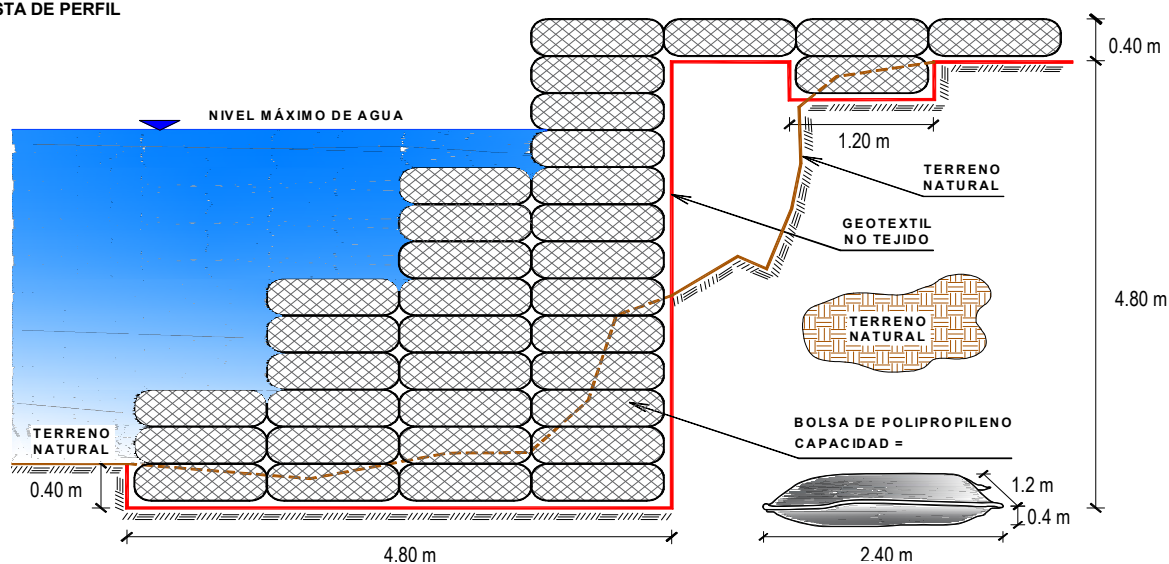 STA DE PERFIL
0.40 m
NIVEL MÁXIMO DE AGUA
1.20 m
TERRENO
NATURAL
GEOTEXTIL
NO TEJIDO
4.80 m
TERRENO
NATURAL
BOLSA DE POLIPROPILENO
CAPACIDAD =
TERRENO
NATURAL
0.40 m
1.2 m
0.4 m
4.80 m
2.40 m